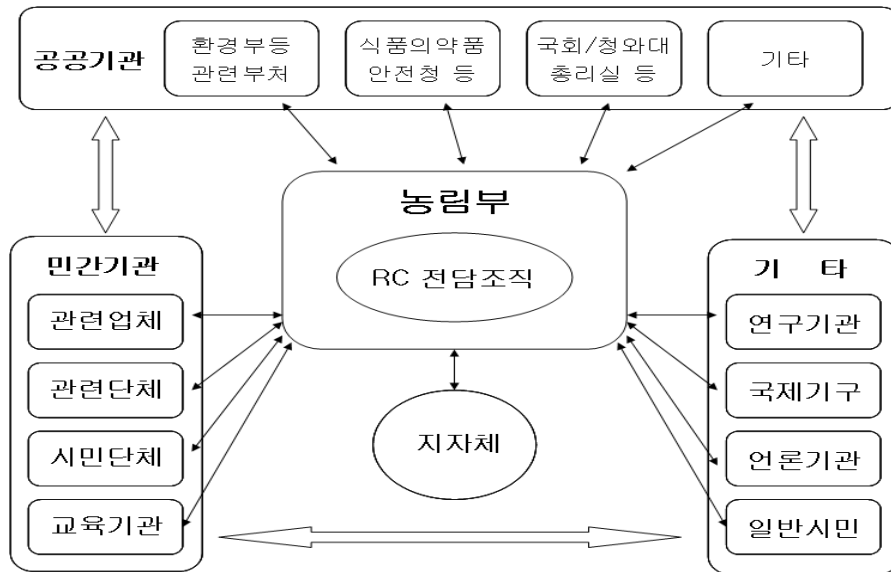 공공기관
환경부등
관련부처
식품의약품
안전청 등
국회/청와대
총리실 등
기타
농림부
RC 전담조직
민간기관
관련업체
관련단체
시민단체
교육기관
지자체
기 타
연구기관
국제기구
언론기관
일반시민